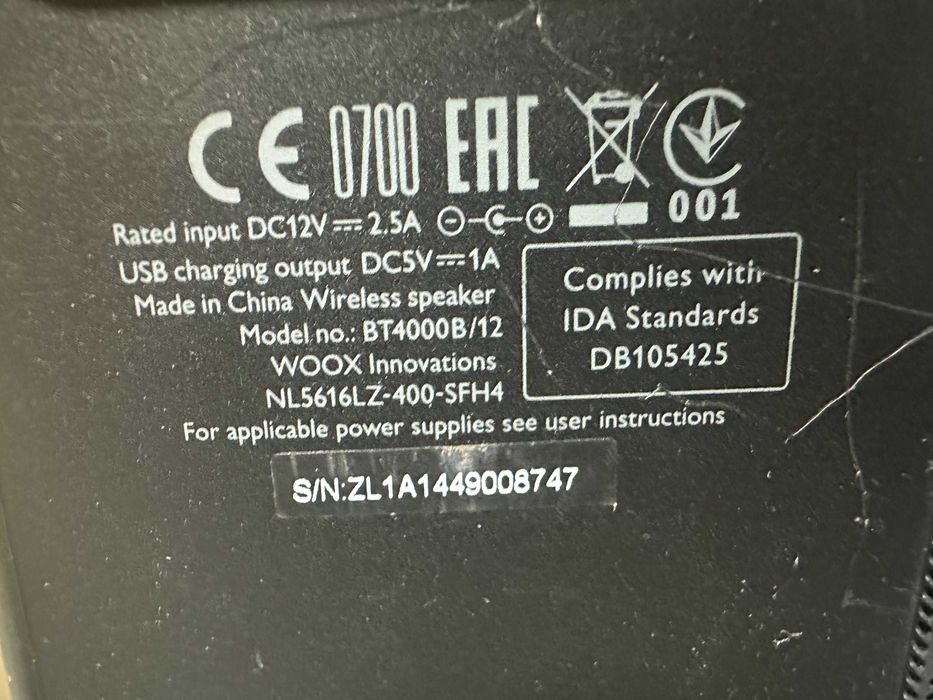 CE 0700 EAC
001
Rated input DC12V⎓2.5A
USB charging output DC5V⎓1A
Made in China Wireless speaker
Model no.: BT4000B/12
WOOX Innovations
NL5616LZ-400-SFH4
Complies with
IDA Standards
DB105425
For applicable power supplies see user instructions
S/N:ZL1A1449008747